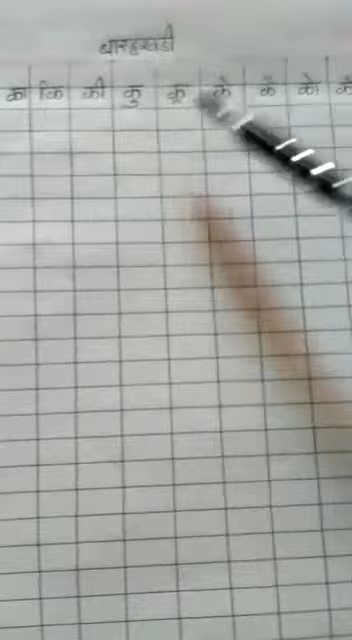 बारहखडी
का कि की कु कू के कै को